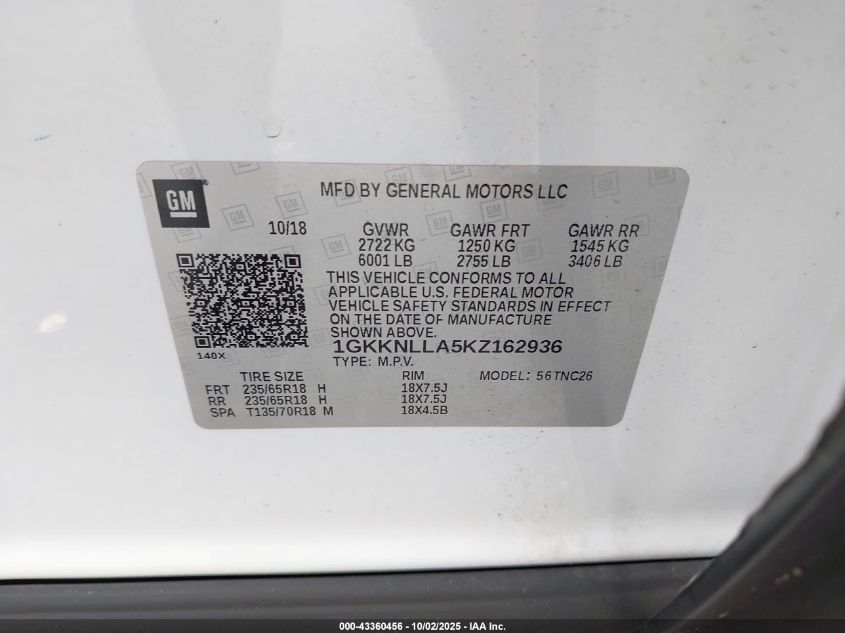 GM
MFD BY GENERAL MOTORS LLC
10/18 GVWR GAWR FRT GAWR RR
2722 KG 1250 KG 1545 KG
6001 LB 2755 LB 3406 LB
THIS VEHICLE CONFORMS TO ALL
APPLICABLE U.S. FEDERAL MOTOR
VEHICLE SAFETY STANDARDS IN EFFECT
ON THE DATE OF MANUFACTURE
SHOWN ABOVE.
140X
1GKKNLLA5KZ162936
TYPE: M.P.V.
TIRE SIZE RIM MODEL: 56TNC26
FRT 235/65R18 H 18X7.5J
RR 235/65R18 H 18X7.5J
SPA T135/70R18 M 18X4.5B
000-43360456 - 10/02/2025 - IAA Inc.